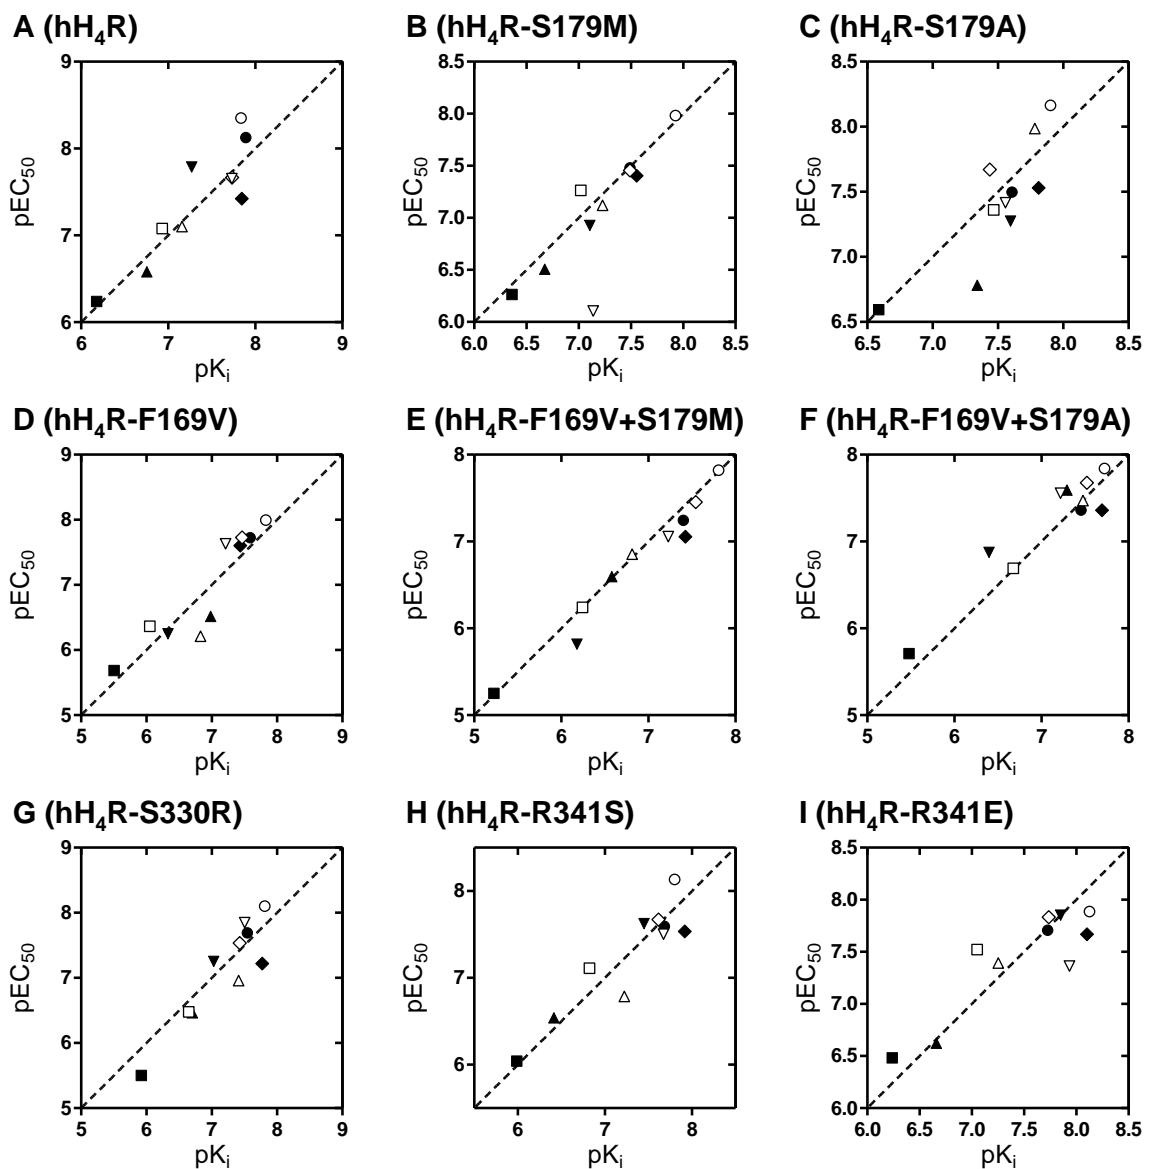 A (hH₄R)
B (hH₄R-S179M)
C (hH₄R-S179A)
9
8
7
6
pEC₅₀
6 7 8 9
pKᵢ
8.5
8.0
7.5
7.0
6.5
6.0
pEC₅₀
6.0 6.5 7.0 7.5 8.0 8.5
pKᵢ
8.5
8.0
7.5
7.0
6.5
pEC₅₀
6.5 7.0 7.5 8.0 8.5
pKᵢ
D (hH₄R-F169V)
E (hH₄R-F169V+S179M)
F (hH₄R-F169V+S179A)
9
8
7
6
5
pEC₅₀
5 6 7 8 9
pKᵢ
8
7
6
5
pEC₅₀
5 6 7 8
pKᵢ
8
7
6
5
pEC₅₀
5 6 7 8
pKᵢ
G (hH₄R-S330R)
H (hH₄R-R341S)
I (hH₄R-R341E)
9
8
7
6
5
pEC₅₀
5 6 7 8 9
pKᵢ
8
7
6
pEC₅₀
6 7 8
pKᵢ
8.5
8.0
7.5
7.0
6.5
6.0
pEC₅₀
6.0 6.5 7.0 7.5 8.0 8.5
pKᵢ